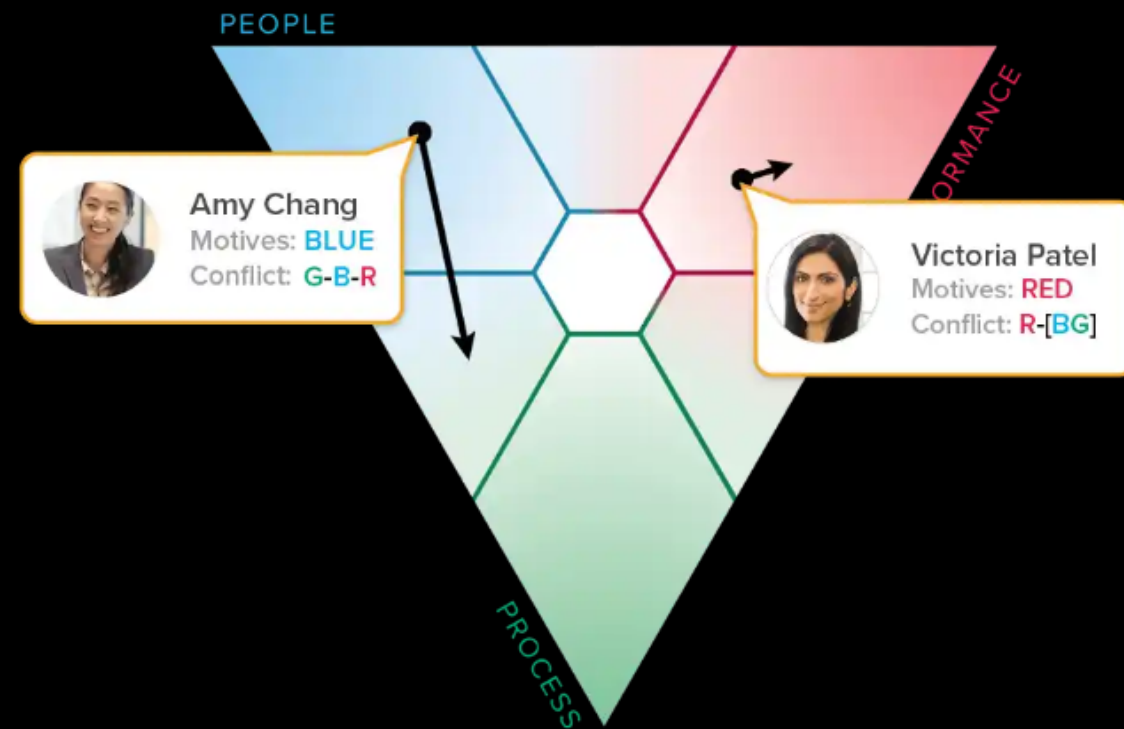 PEOPLE
ORMANCE
Amy Chang
Motives: BLUE
Conflict: G-B-R
Victoria Patel
Motives: RED
Conflict: R-[BG]
PROCESS